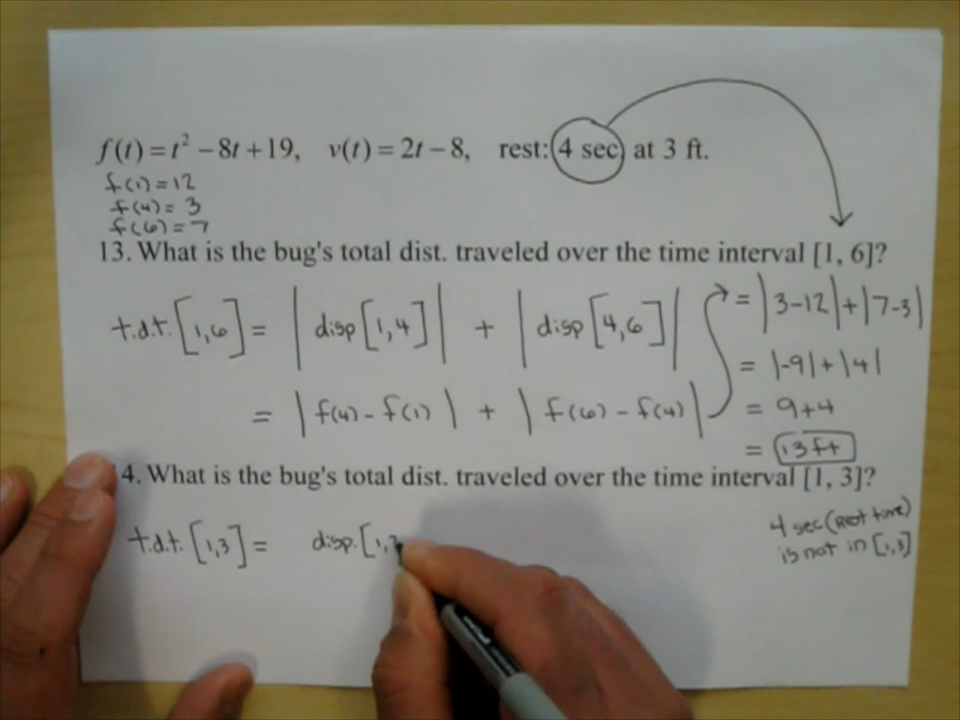 f(t) = t² − 8t + 19, v(t) = 2t − 8, rest: 4 sec at 3 ft.
f(1) = 12
f(4) = 3
f(6) = 7
13. What is the bug's total dist. traveled over the time interval [1, 6]?
t.d.t. [1,6] = |disp [1,4]| + |disp [4,6]| = |3-12| + |7-3|
= |-9| + |4|
= |f(4) - f(1)| + |f(6) - f(4)| = 9+4
= 13ft
4. What is the bug's total dist. traveled over the time interval [1, 3]?
4 sec (Rest time)
t.d.t. [1,3] = disp. [1,
is not in [1,3]